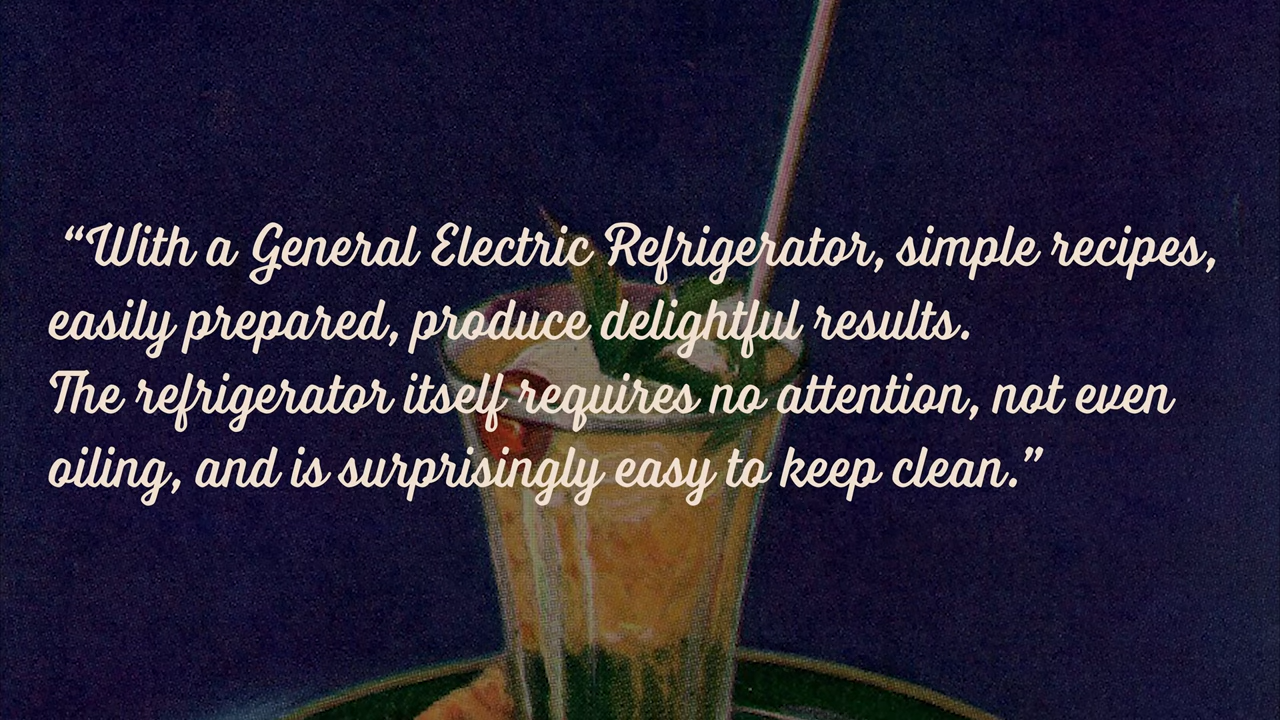 “With a General Electric Refrigerator, simple recipes,
easily prepared, produce delightful results.
The refrigerator itself requires no attention, not even
oiling, and is surprisingly easy to keep clean.”